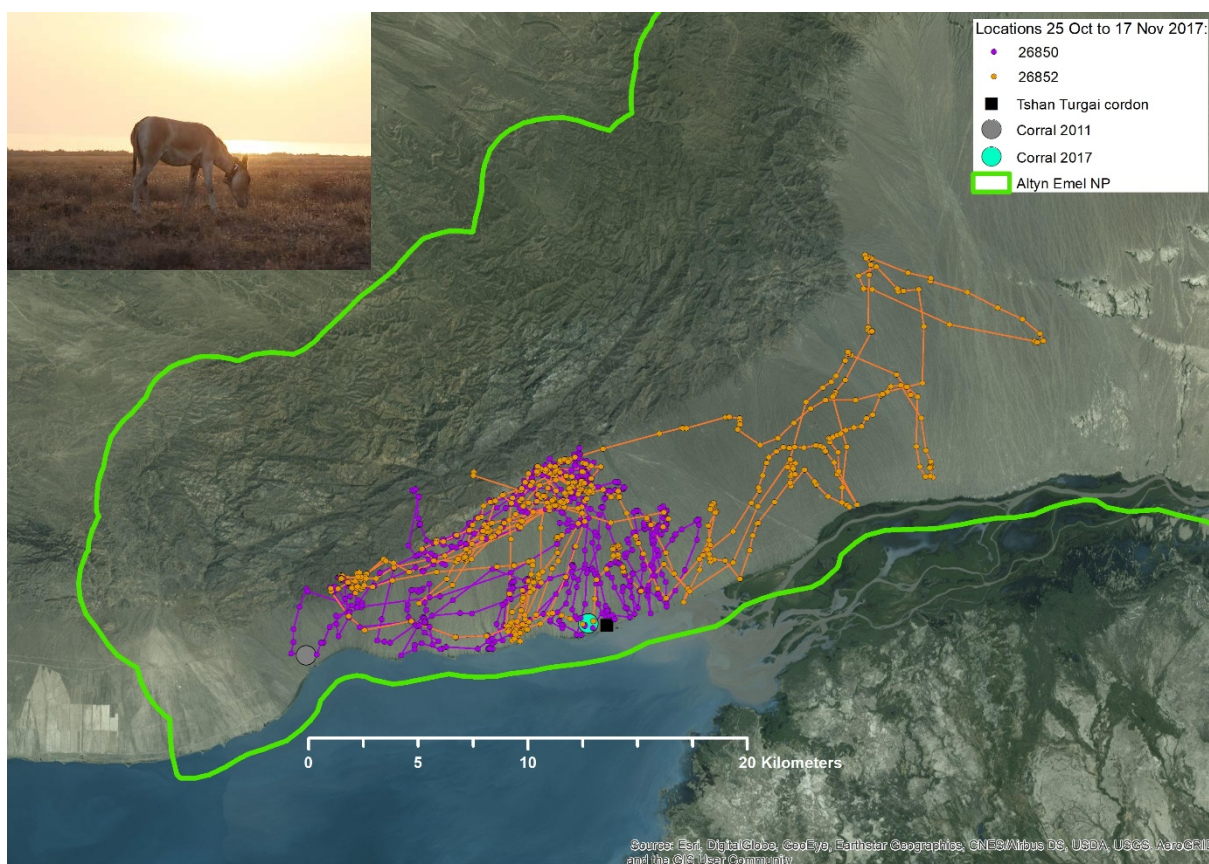 Locations 25 Oct to 17 Nov 2017:
26850
26852
Tshan Turgai cordon
Corral 2011
Corral 2017
Altyn Emel NP
0 5 10 20 Kilometers
Source: Esri, DigitalGlobe, GeoEye, Earthstar Geographics, CNES/Airbus DS, USDA, USGS, AeroGRID
and the GIS User Community